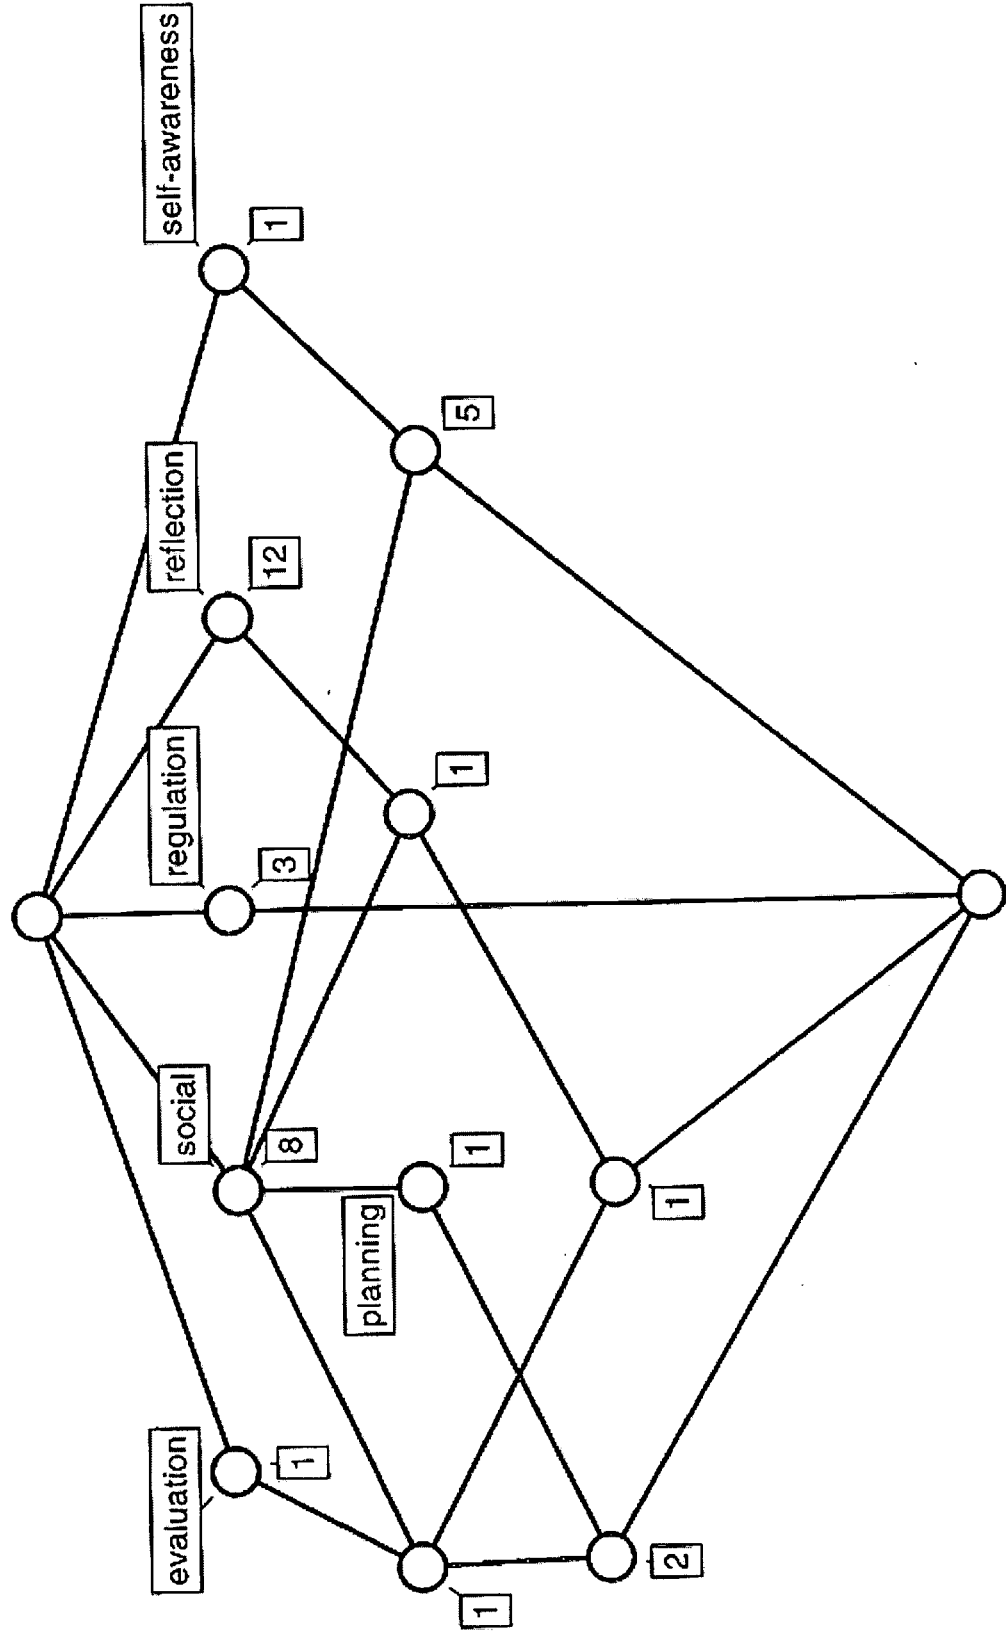 evaluation
social
regulation
reflection
self-awareness
1
8
3
12
1
planning
1
1
1
5
2
1